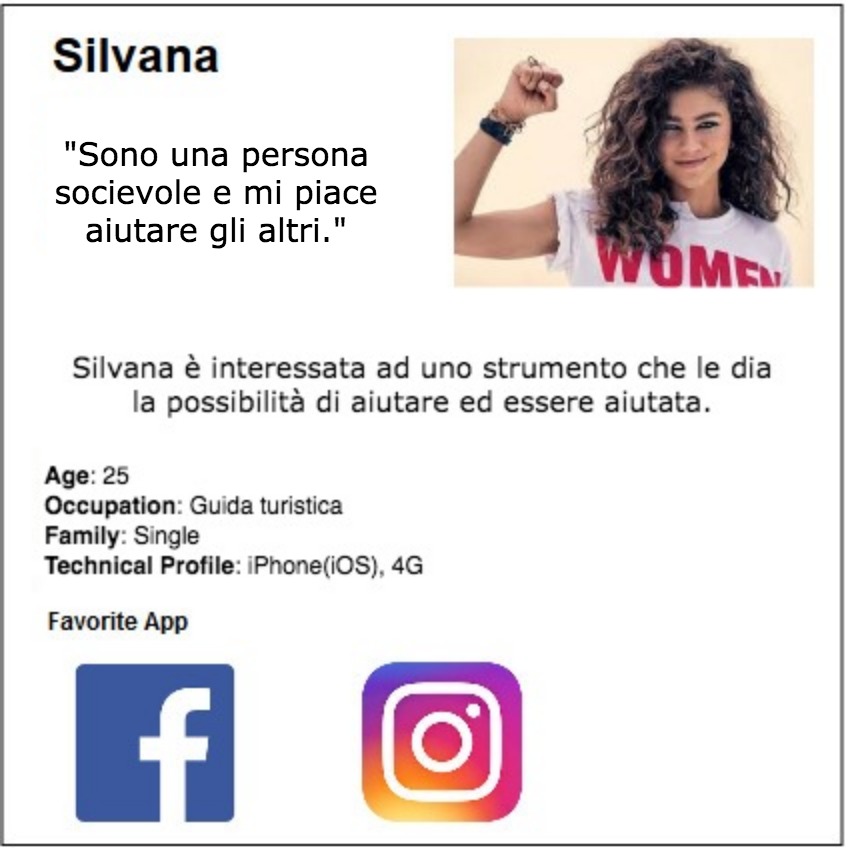 Silvana
"Sono una persona
socievole e mi piace
aiutare gli altri."
WOMEN
Silvana è interessata ad uno strumento che le dia
la possibilità di aiutare ed essere aiutata.
Age: 25
Occupation: Guida turistica
Family: Single
Technical Profile: iPhone(iOS), 4G
Favorite App
f